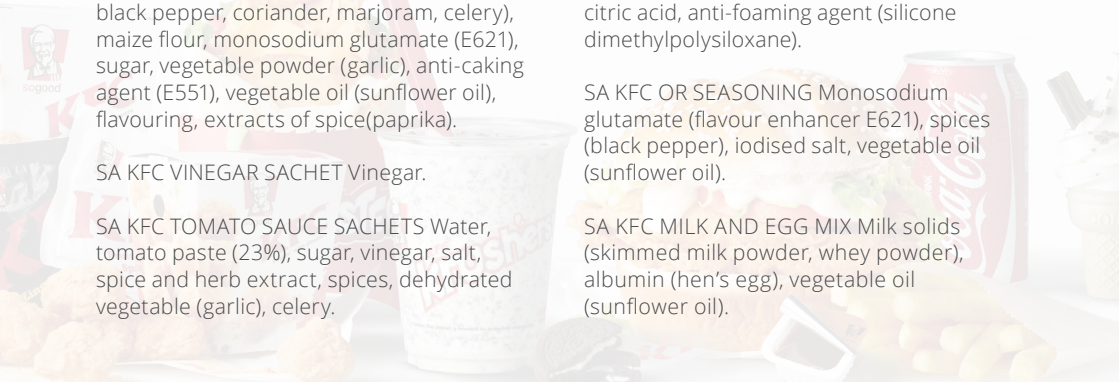 black pepper, coriander, marjoram, celery),
maize flour, monosodium glutamate (E621),
sugar, vegetable powder (garlic), anti-caking
agent (E551), vegetable oil (sunflower oil),
flavouring, extracts of spice(paprika).
SA KFC VINEGAR SACHET Vinegar.
SA KFC TOMATO SAUCE SACHETS Water,
tomato paste (23%), sugar, vinegar, salt,
spice and herb extract, spices, dehydrated
vegetable (garlic), celery.
citric acid, anti-foaming agent (silicone
dimethylpolysiloxane).
SA KFC OR SEASONING Monosodium
glutamate (flavour enhancer E621), spices
(black pepper), iodised salt, vegetable oil
(sunflower oil).
SA KFC MILK AND EGG MIX Milk solids
(skimmed milk powder, whey powder),
albumin (hen’s egg), vegetable oil
(sunflower oil).
sogood
Coca-Cola